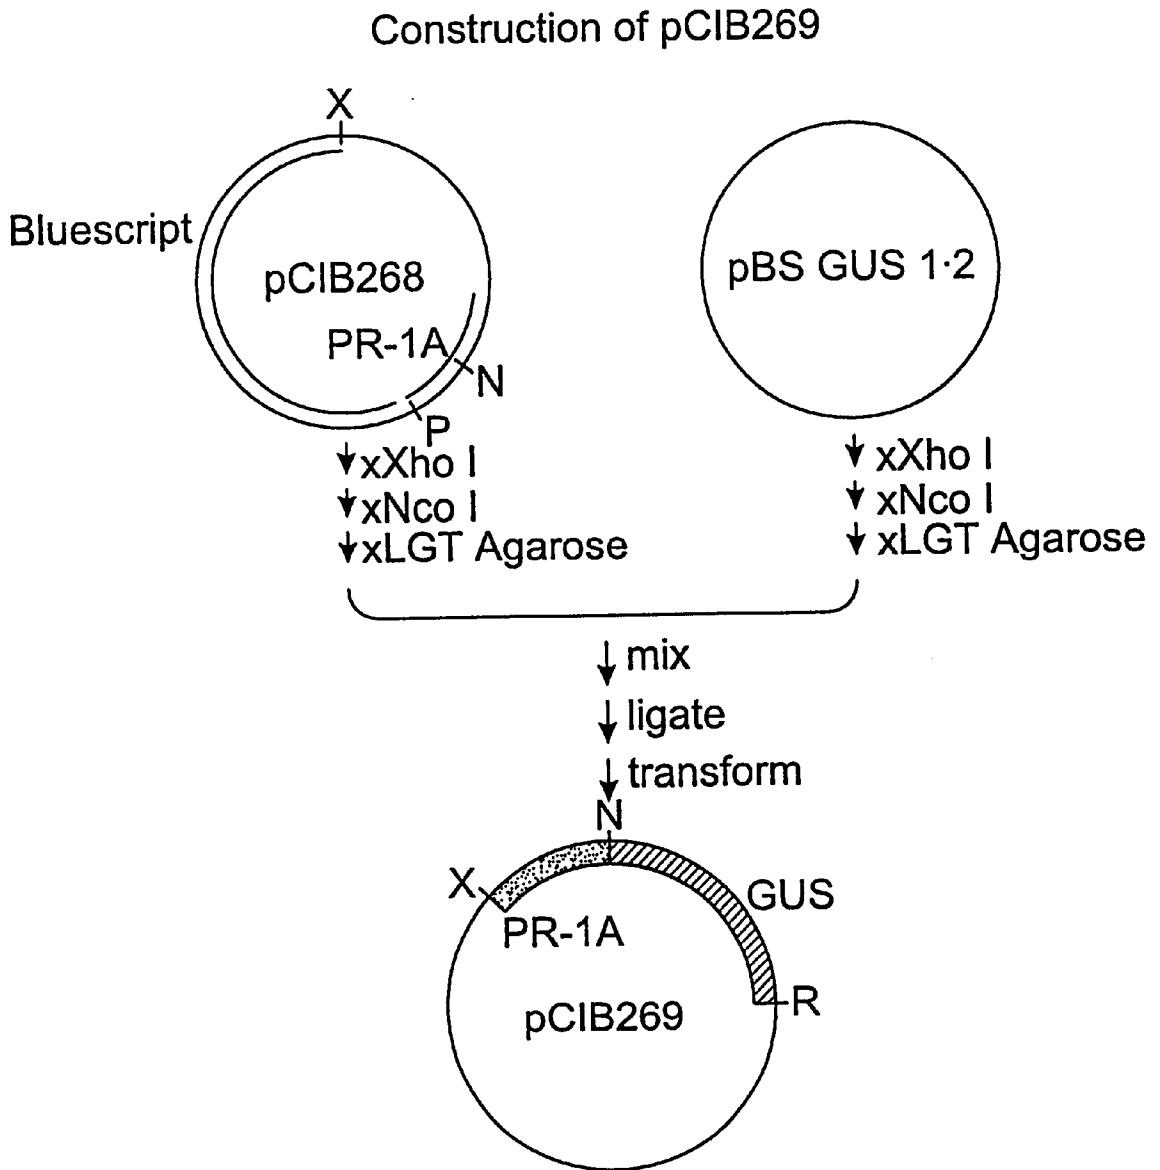 Construction of pCIB269
X
Bluescript
pCIB268
pBS GUS 1·2
PR-1A
N
P
xXho I
xNco I
xLGT Agarose
xXho I
xNco I
xLGT Agarose
mix
ligate
transform
N
X
GUS
PR-1A
R
pCIB269